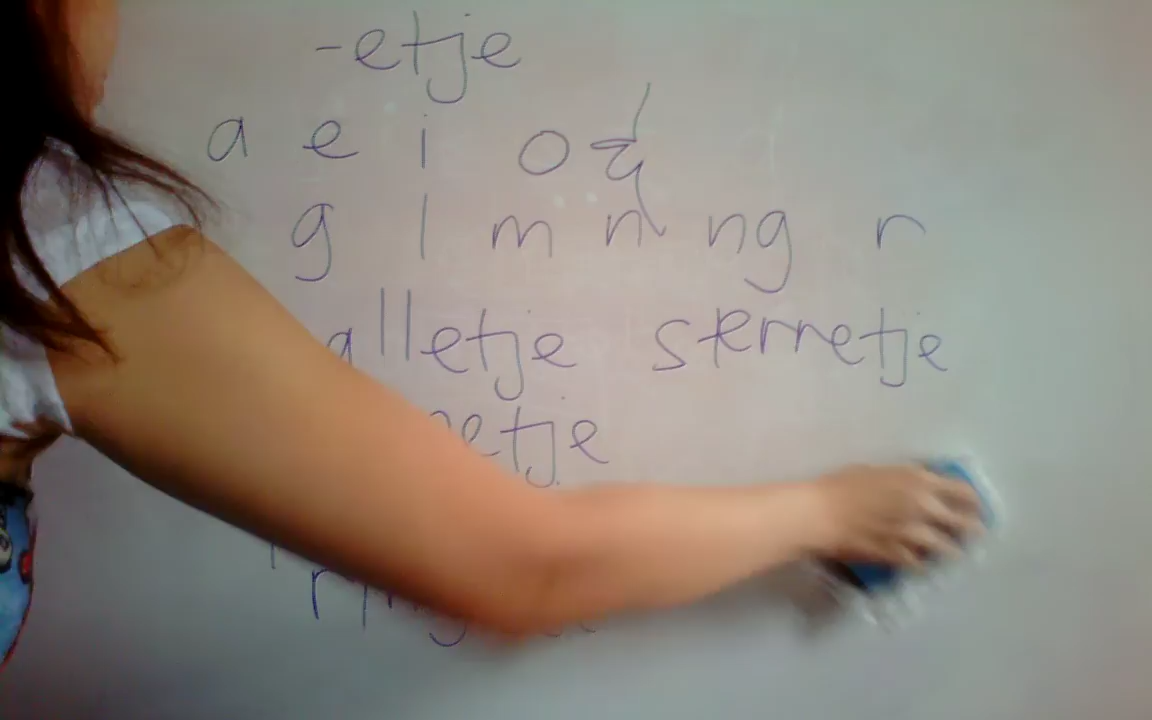 -etje
a e i o
g l m n ng r
alletje sterretje
etje